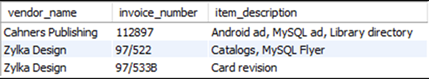 vendor_name invoice_number item_description
Cahners Publishing 112897 Android ad, MySQL ad, Library directory
Zylka Design 97/522 Catalogs, MySQL Flyer
Zylka Design 97/533B Card revision